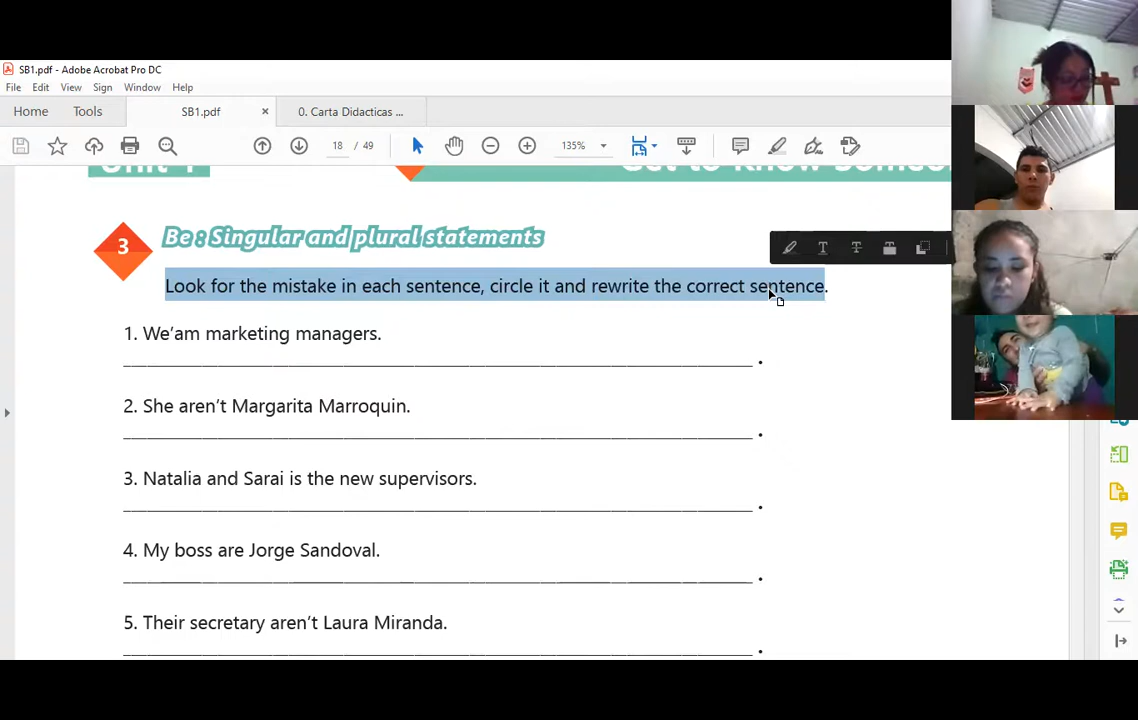 SB1.pdf - Adobe Acrobat Pro DC
File Edit View Sign Window Help
Home Tools SB1.pdf × 0. Carta Didacticas ...
18 / 49 135%
3
Be : Singular and plural statements
Look for the mistake in each sentence, circle it and rewrite the correct sentence.
1. We’am marketing managers.
2. She aren’t Margarita Marroquin.
3. Natalia and Sarai is the new supervisors.
4. My boss are Jorge Sandoval.
5. Their secretary aren’t Laura Miranda.